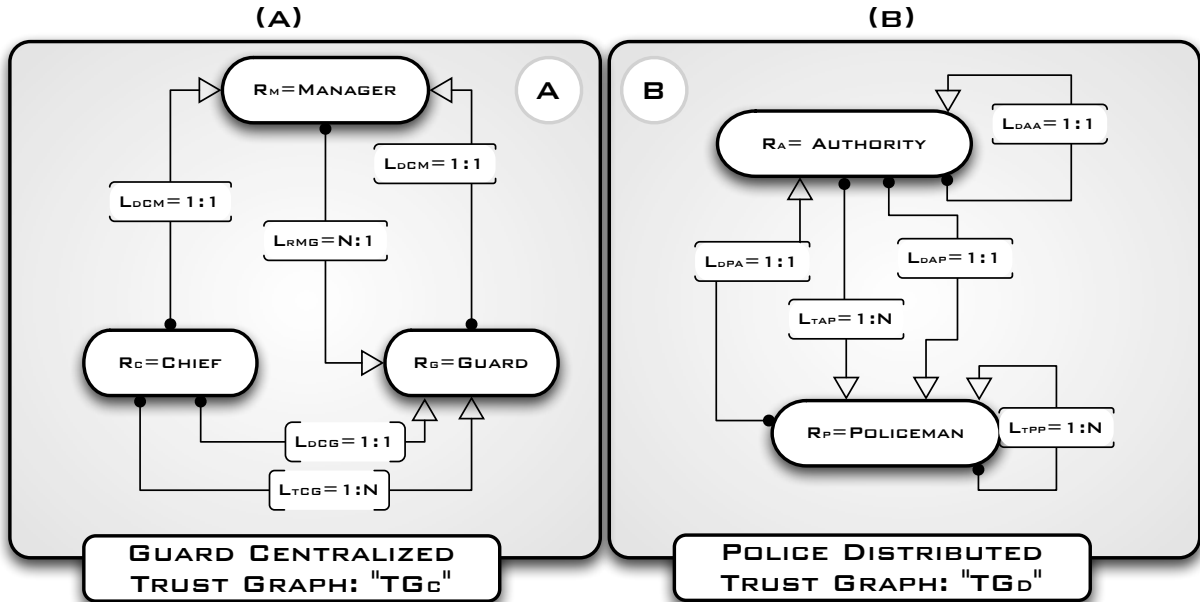 (A)
(B)
RM=MANAGER
A
LDCM=1:1
LDCM=1:1
LRMG=N:1
RC=CHIEF
RG=GUARD
LDCG=1:1
LTCG=1:N
GUARD CENTRALIZED
TRUST GRAPH: "TGC"
B
LDAA=1:1
RA= AUTHORITY
LDPA=1:1
LDAP=1:1
LTAP=1:N
RP=POLICEMAN
LTPP=1:N
POLICE DISTRIBUTED
TRUST GRAPH: "TGD"